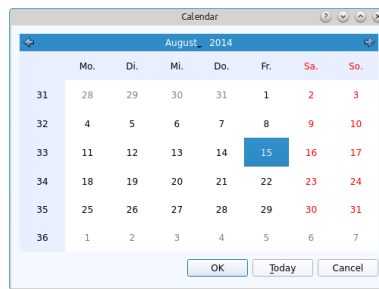 Calendar
August, 2014
Mo. Di. Mi. Do. Fr. Sa. So.
31 28 29 30 31 1 2 3
32 4 5 6 7 8 9 10
33 11 12 13 14 15 16 17
34 18 19 20 21 22 23 24
35 25 26 27 28 29 30 31
36 1 2 3 4 5 6 7
OK Today Cancel